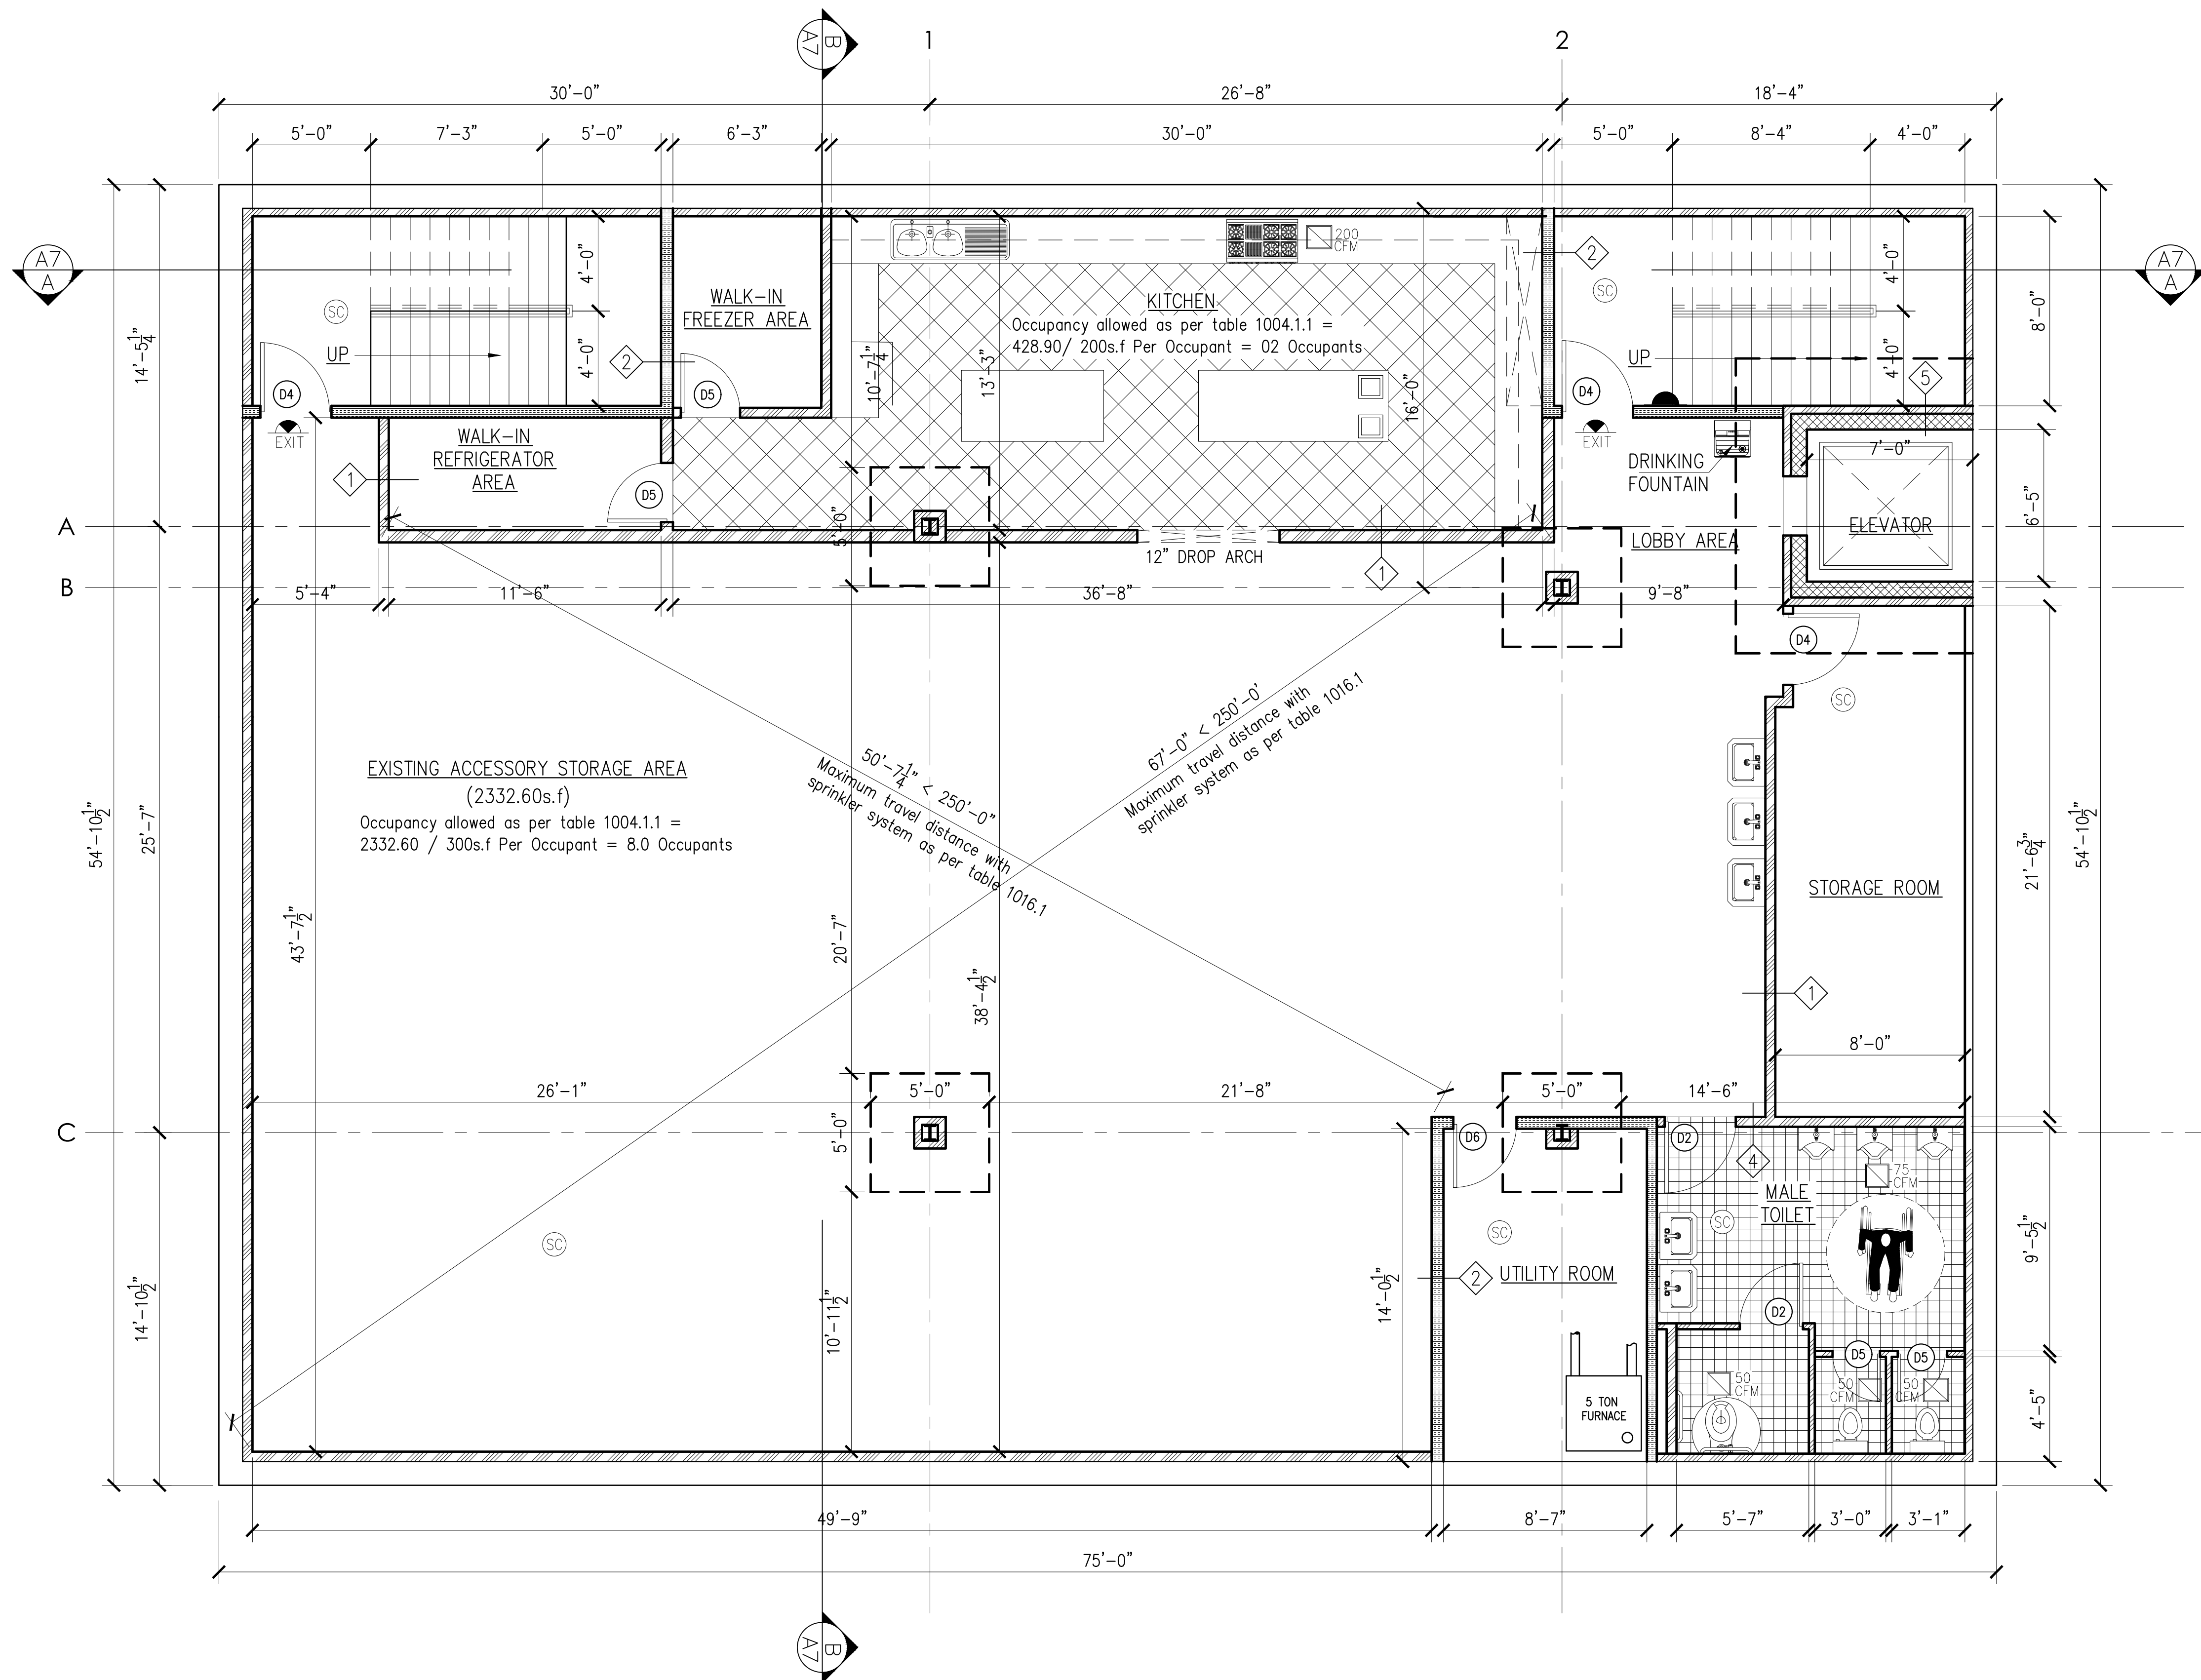 B
A7
1
2
30'-0"
26'-8"
18'-4"
5'-0"
7'-3"
5'-0"
6'-3"
30'-0"
5'-0"
8'-4"
4'-0"
A7
A
A7
A
14'-5 1/4"
54'-10 1/2"
25'-7"
14'-10 1/2"
A
B
C
SC
UP
4'-0"
4'-0"
D4
EXIT
WALK-IN
FREEZER AREA
2
D5
WALK-IN
REFRIGERATOR
AREA
1
D5
200
CFM
KITCHEN
Occupancy allowed as per table 1004.1.1 =
428.90/ 200s.f Per Occupant = 02 Occupants
10'-7 1/4"
13'-3"
16'-0"
5'-0"
12" DROP ARCH
1
2
SC
UP
4'-0"
4'-0"
5
D4
EXIT
DRINKING
FOUNTAIN
7'-0"
ELEVATOR
LOBBY AREA
8'-0"
6'-5"
5'-4"
11'-6"
36'-8"
9'-8"
D4
SC
67'-0" < 250'-0'
Maximum travel distance with
sprinkler system as per table 1016.1
50'-7 1/4" < 250'-0"
Maximum travel distance with
sprinkler system as per table 1016.1
EXISTING ACCESSORY STORAGE AREA
(2332.60s.f)
Occupancy allowed as per table 1004.1.1 =
2332.60 / 300s.f Per Occupant = 8.0 Occupants
43'-7 1/2"
20'-7"
38'-4 1/2"
STORAGE ROOM
1
8'-0"
21'-6 3/4"
54'-10 1/2"
26'-1"
5'-0"
21'-8"
5'-0"
14'-6"
5'-0"
D6
D2
4
75
CFM
MALE
TOILET
SC
SC
SC
2
UTILITY ROOM
14'-0 1/2"
10'-11 1/2"
9'-5 1/2"
D2
D5
D5
50
CFM
50
CFM
50
CFM
5 TON
FURNACE
4'-5"
49'-9"
8'-7"
5'-7"
3'-0"
3'-1"
75'-0"
B
A7